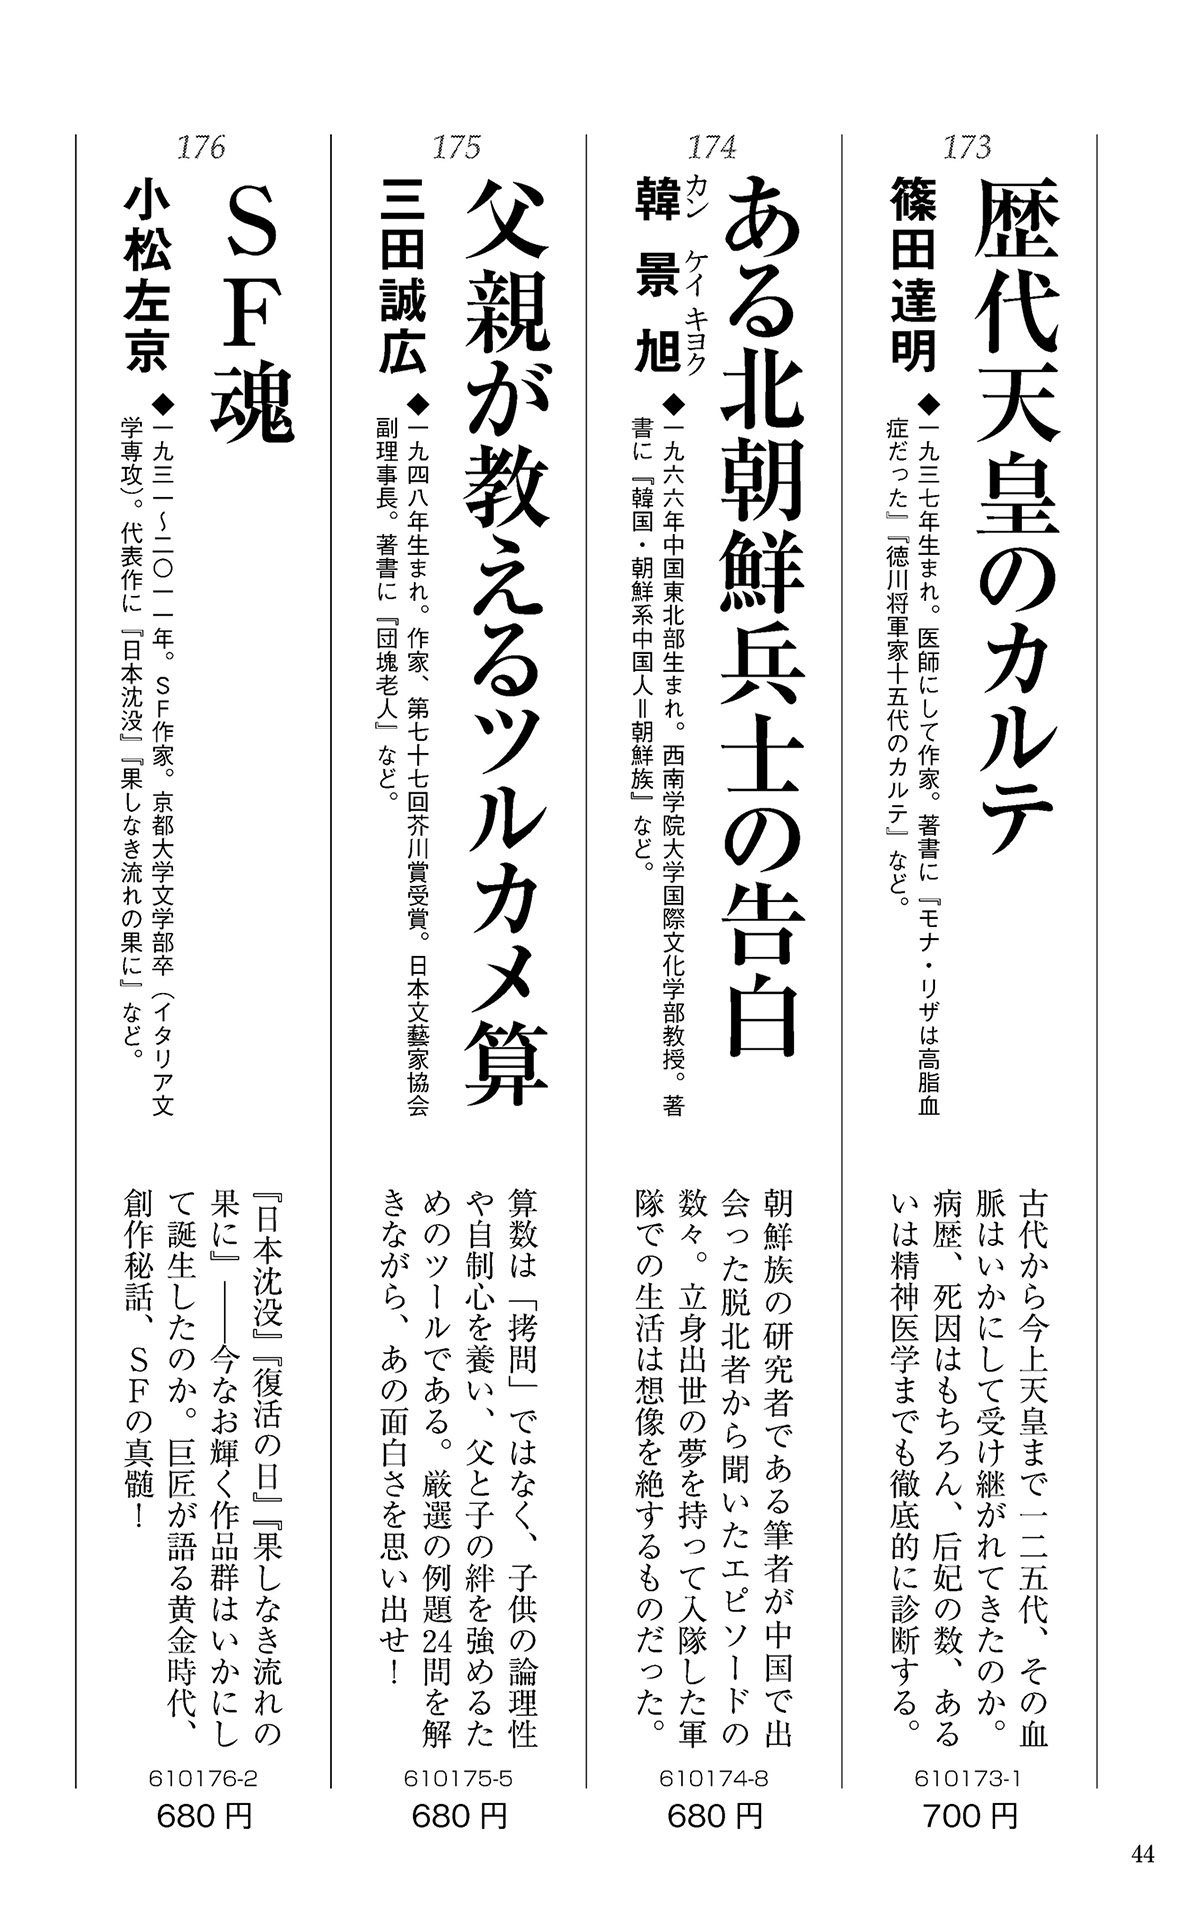 173
歴代天皇のカルテ
篠田達明
◆一九三七年生まれ。医師にして作家。著書に『モナ・リザは高脂血
症だった』『徳川将軍家十五代のカルテ』など。
古代から今上天皇まで一二五代、その血
脈はいかにして受け継がれてきたのか。
病歴、死因はもちろん、后妃の数、ある
いは精神医学までも徹底的に診断する。
610173-1
700円
174
ある北朝鮮兵士の告白
韓景旭
カン ケイ キヨク
◆一九六六年中国東北部生まれ。西南学院大学国際文化学部教授。著
書に『韓国・朝鮮系中国人＝朝鮮族』など。
朝鮮族の研究者である筆者が中国で出
会った脱北者から聞いたエピソードの
数々。立身出世の夢を持って入隊した軍
隊での生活は想像を絶するものだった。
610174-8
680円
175
父親が教えるツルカメ算
三田誠広
◆一九四八年生まれ。作家、第七十七回芥川賞受賞。日本文藝家協会
副理事長。著書に『団塊老人』など。
算数は「拷問」ではなく、子供の論理性
や自制心を養い、父と子の絆を強めるた
めのツールである。厳選の例題24問を解
きながら、あの面白さを思い出せ！
610175-5
680円
176
ＳＦ魂
小松左京
◆一九三一〜二〇一一年。ＳＦ作家。京都大学文学部卒（イタリア文
学専攻）。代表作に『日本沈没』『果しなき流れの果に』など。
『日本沈没』『復活の日』『果しなき流れの
果に』――今なお輝く作品群はいかにし
て誕生したのか。巨匠が語る黄金時代、
創作秘話、ＳＦの真髄！
610176-2
680円
44